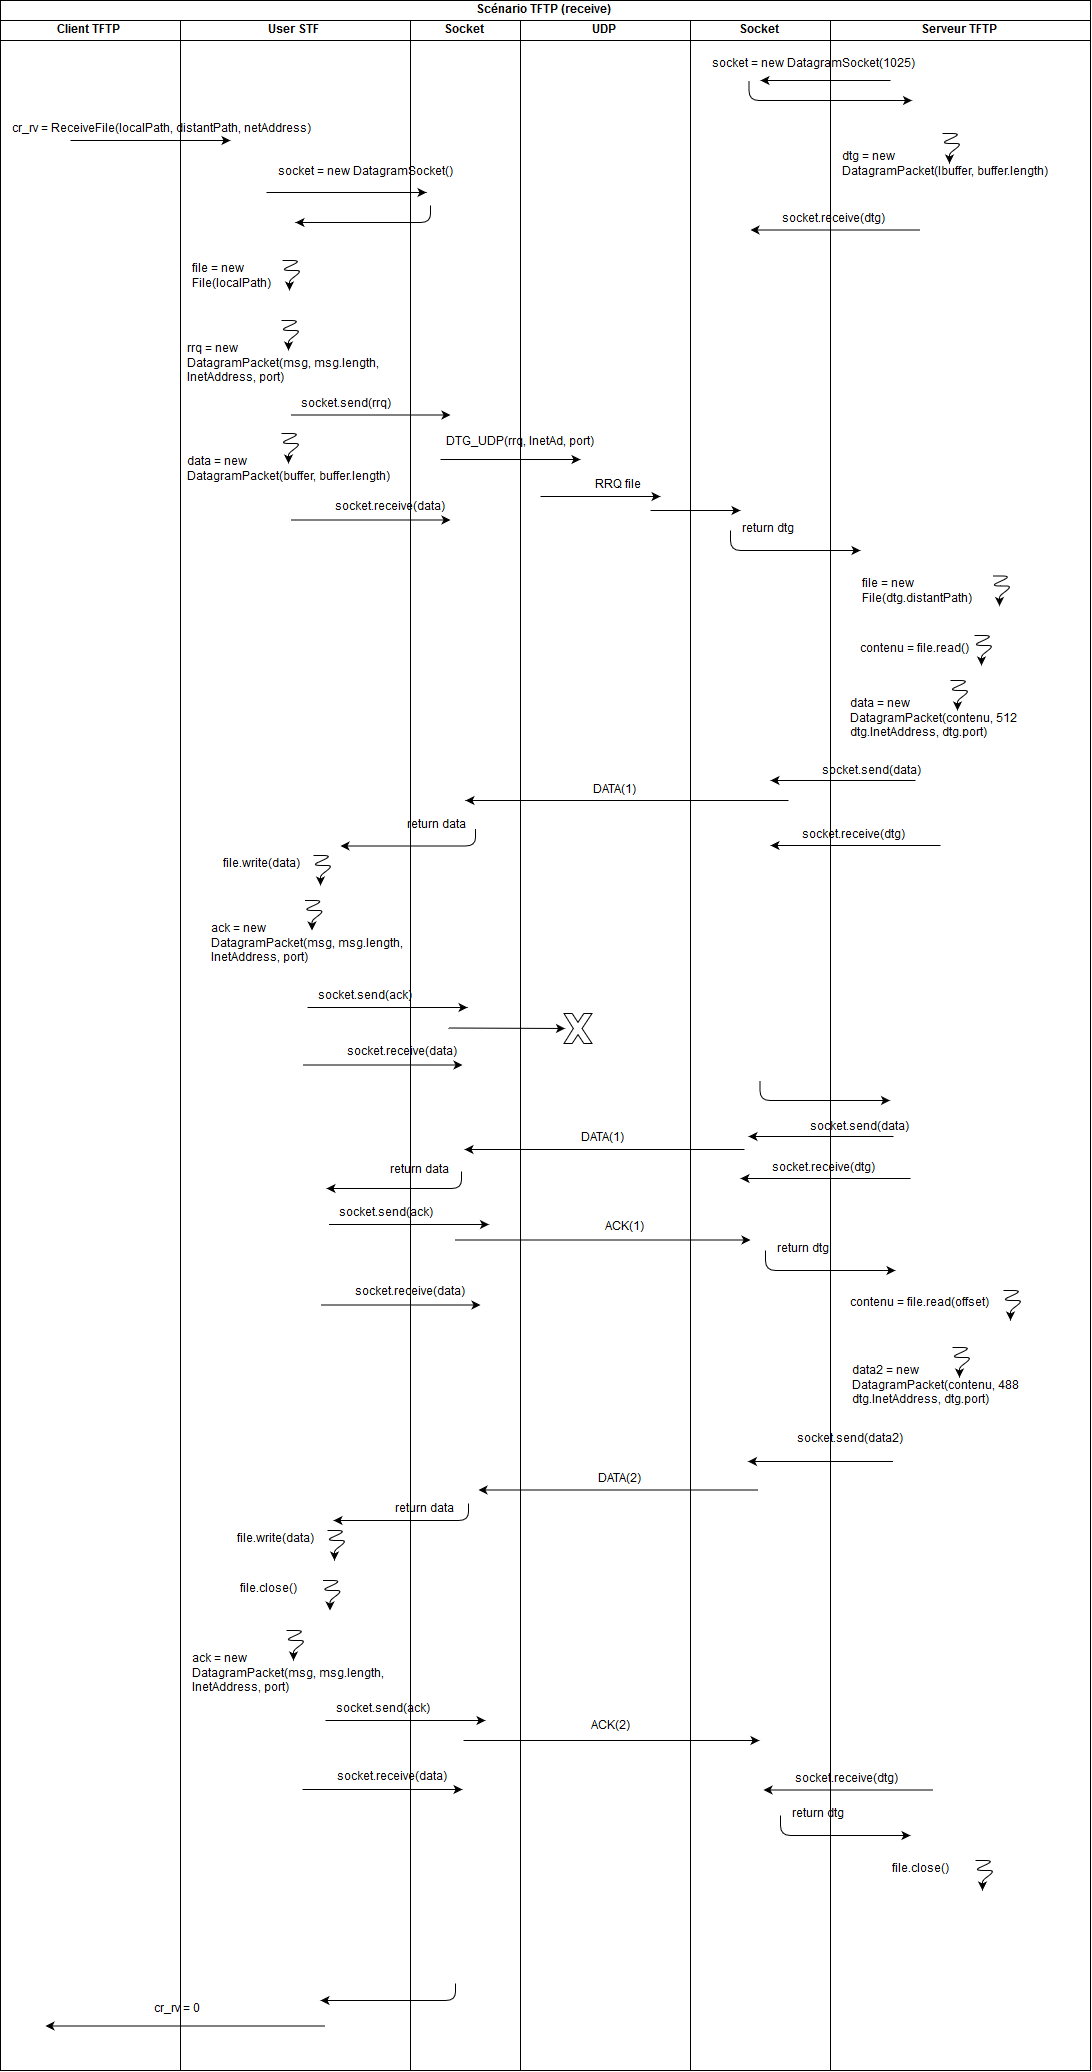 Scénario TFTP (receive)
Client TFTP
User STF
Socket
UDP
Socket
Serveur TFTP
socket = new DatagramSocket(1025)
cr_rv = ReceiveFile(localPath, distantPath, netAddress)
dtg = new
DatagramPacket(lbuffer, buffer.length)
socket = new DatagramSocket()
socket.receive(dtg)
file = new
File(localPath)
rrq = new
DatagramPacket(msg, msg.length,
InetAddress, port)
socket.send(rrq)
DTG_UDP(rrq, InetAd, port)
data = new
DatagramPacket(buffer, buffer.length)
RRQ file
socket.receive(data)
return dtg
file = new
File(dtg.distantPath)
contenu = file.read()
data = new
DatagramPacket(contenu, 512
dtg.InetAddress, dtg.port)
socket.send(data)
DATA(1)
return data
socket.receive(dtg)
file.write(data)
ack = new
DatagramPacket(msg, msg.length,
InetAddress, port)
socket.send(ack)
socket.receive(data)
socket.send(data)
DATA(1)
return data
socket.receive(dtg)
socket.send(ack)
ACK(1)
return dtg
socket.receive(data)
contenu = file.read(offset)
data2 = new
DatagramPacket(contenu, 488
dtg.InetAddress, dtg.port)
socket.send(data2)
DATA(2)
return data
file.write(data)
file.close()
ack = new
DatagramPacket(msg, msg.length,
InetAddress, port)
socket.send(ack)
ACK(2)
socket.receive(data)
socket.receive(dtg)
return dtg
file.close()
cr_rv = 0